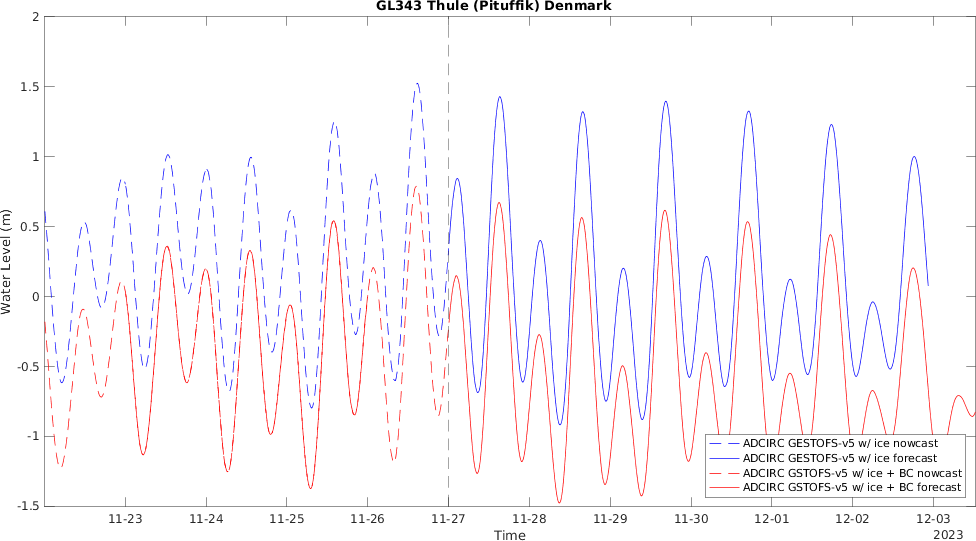 GL343 Thule (Pituffik) Denmark
2
1.5
1
0.5
0
-0.5
-1
-1.5
Water Level (m)
ADCIRC GESTOFS-v5 w/ ice nowcast
ADCIRC GESTOFS-v5 w/ ice forecast
ADCIRC GSTOFS-v5 w/ ice + BC nowcast
ADCIRC GSTOFS-v5 w/ ice + BC forecast
11-23 11-24 11-25 11-26 11-27 11-28 11-29 11-30 12-01 12-02 12-03
Time
2023